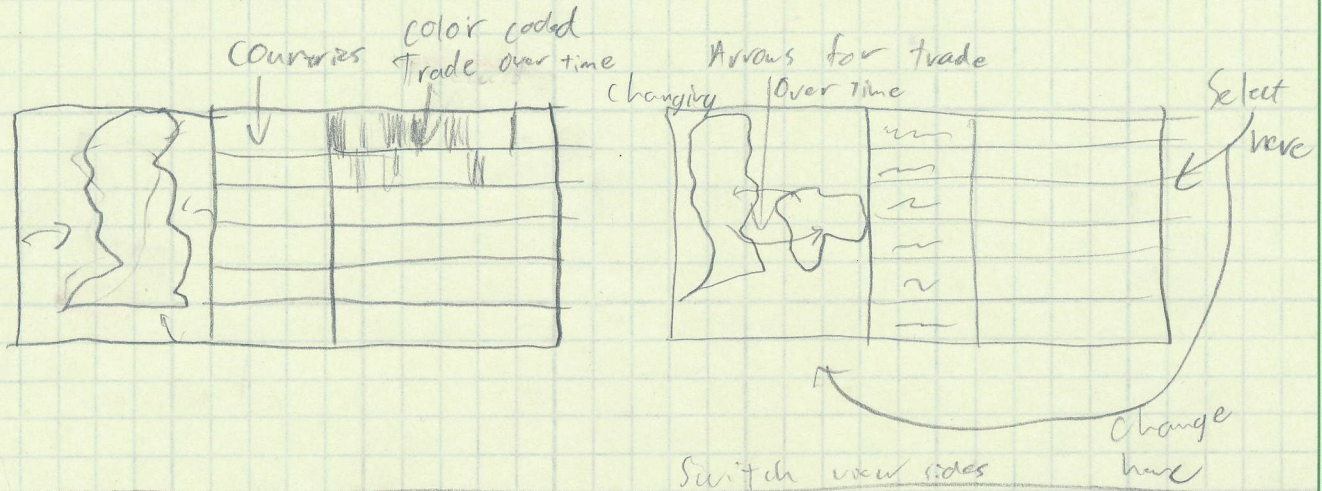 Countries
color coded
Trade over time
Arrows for trade
Changing over time
Select
here
Change
here
Switch view sides